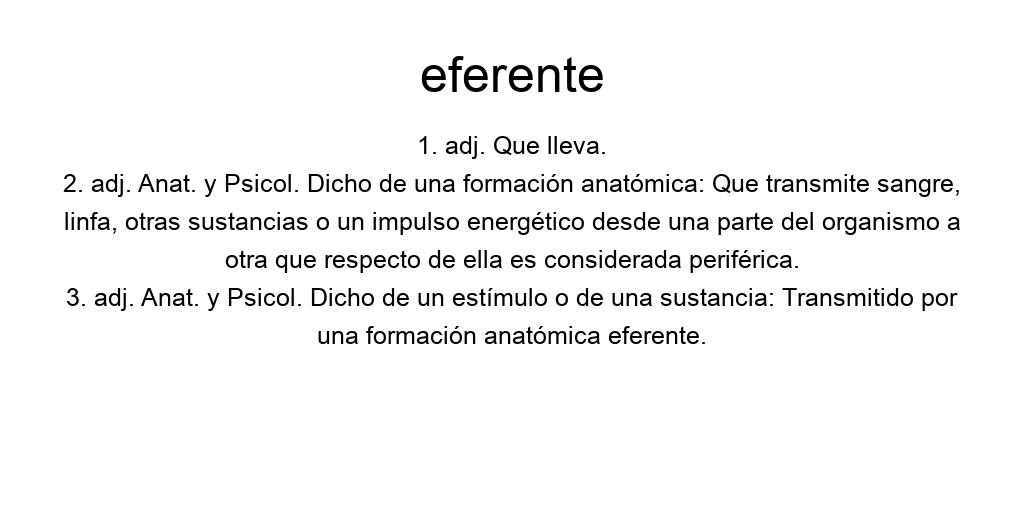 eferente
1. adj. Que lleva.
2. adj. Anat. y Psicol. Dicho de una formación anatómica: Que transmite sangre,
linfa, otras sustancias o un impulso energético desde una parte del organismo a
otra que respecto de ella es considerada periférica.
3. adj. Anat. y Psicol. Dicho de un estímulo o de una sustancia: Transmitido por
una formación anatómica eferente.